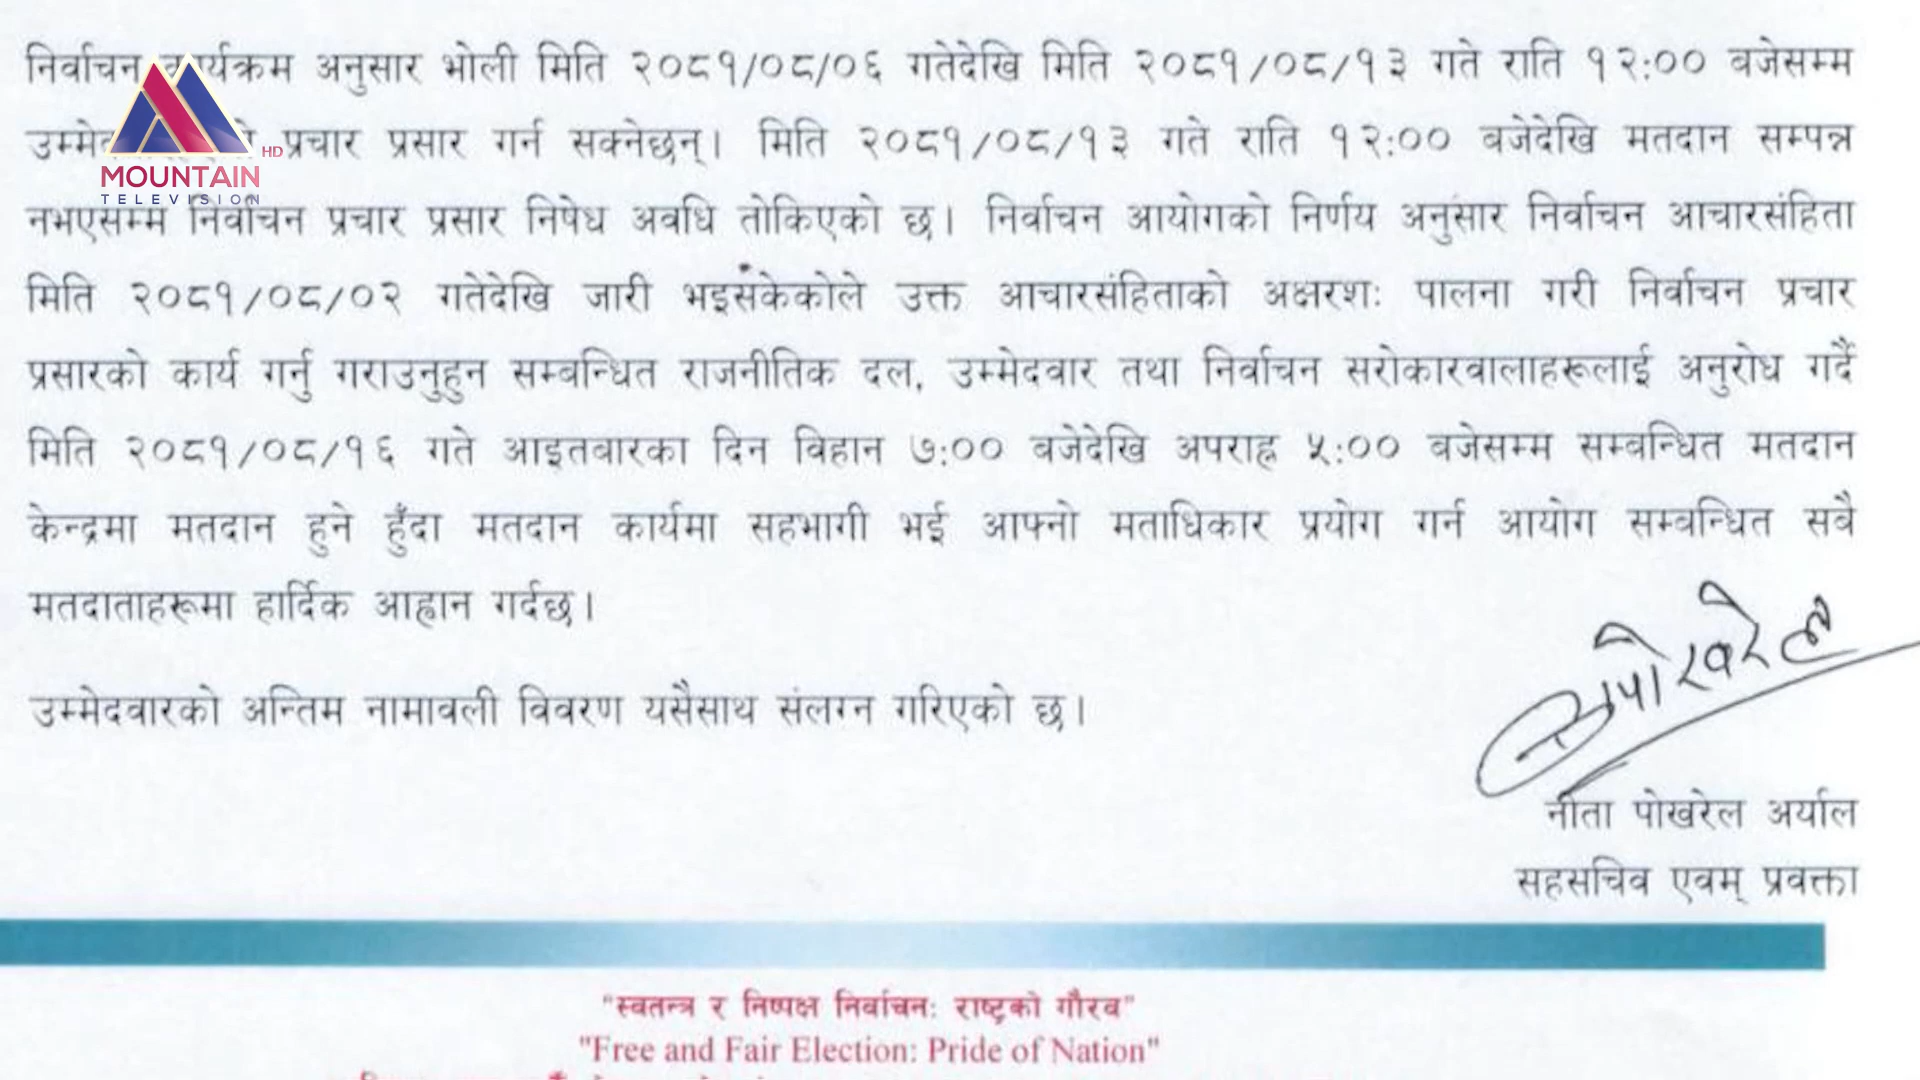 निर्वाचन कार्यक्रम अनुसार भोली मिति २०८१/०८/०६ गतेदेखि मिति २०८१/०८/१३ गते राति १२:०० बजेसम्म
प्रचार प्रसार गर्न सक्नेछन्। मिति २०८१/०८/१३ गते राति १२:०० बजेदेखि मतदान सम्पन्न
HD
MOUNTAIN
TELEVISION
नभएसम्म निर्वाचन प्रचार प्रसार निषेध अवधि तोकिएको छ। निर्वाचन आयोगको निर्णय अनुसार निर्वाचन आचारसंहिता
मिति २०८१/०८/०२ गतेदेखि जारी भइसकेकोले उक्त आचारसंहिताको अक्षरशः पालना गरी निर्वाचन प्रचार
प्रसारको कार्य गर्नु गराउनुहुन सम्बन्धित राजनीतिक दल, उम्मेदवार तथा निर्वाचन सरोकारवालाहरूलाई अनुरोध गर्दै
मिति २०८१/०८/१६ गते आइतबारका दिन विहान ७:०० बजेदेखि अपराह्न ५:०० बजेसम्म सम्बन्धित मतदान
केन्द्रमा मतदान हुने हुँदा मतदान कार्यमा सहभागी भई आफ्नो मताधिकार प्रयोग गर्न आयोग सम्बन्धित सबै
मतदाताहरूमा हार्दिक आह्वान गर्दछ।
उम्मेदवारको अन्तिम नामावली विवरण यसैसाथ संलग्न गरिएको छ।
नीता पोखरेल अर्याल
सहसचिव एवम् प्रवक्ता
"स्वतन्त्र र निष्पक्ष निर्वाचनः राष्ट्रको गौरव"
"Free and Fair Election: Pride of Nation"